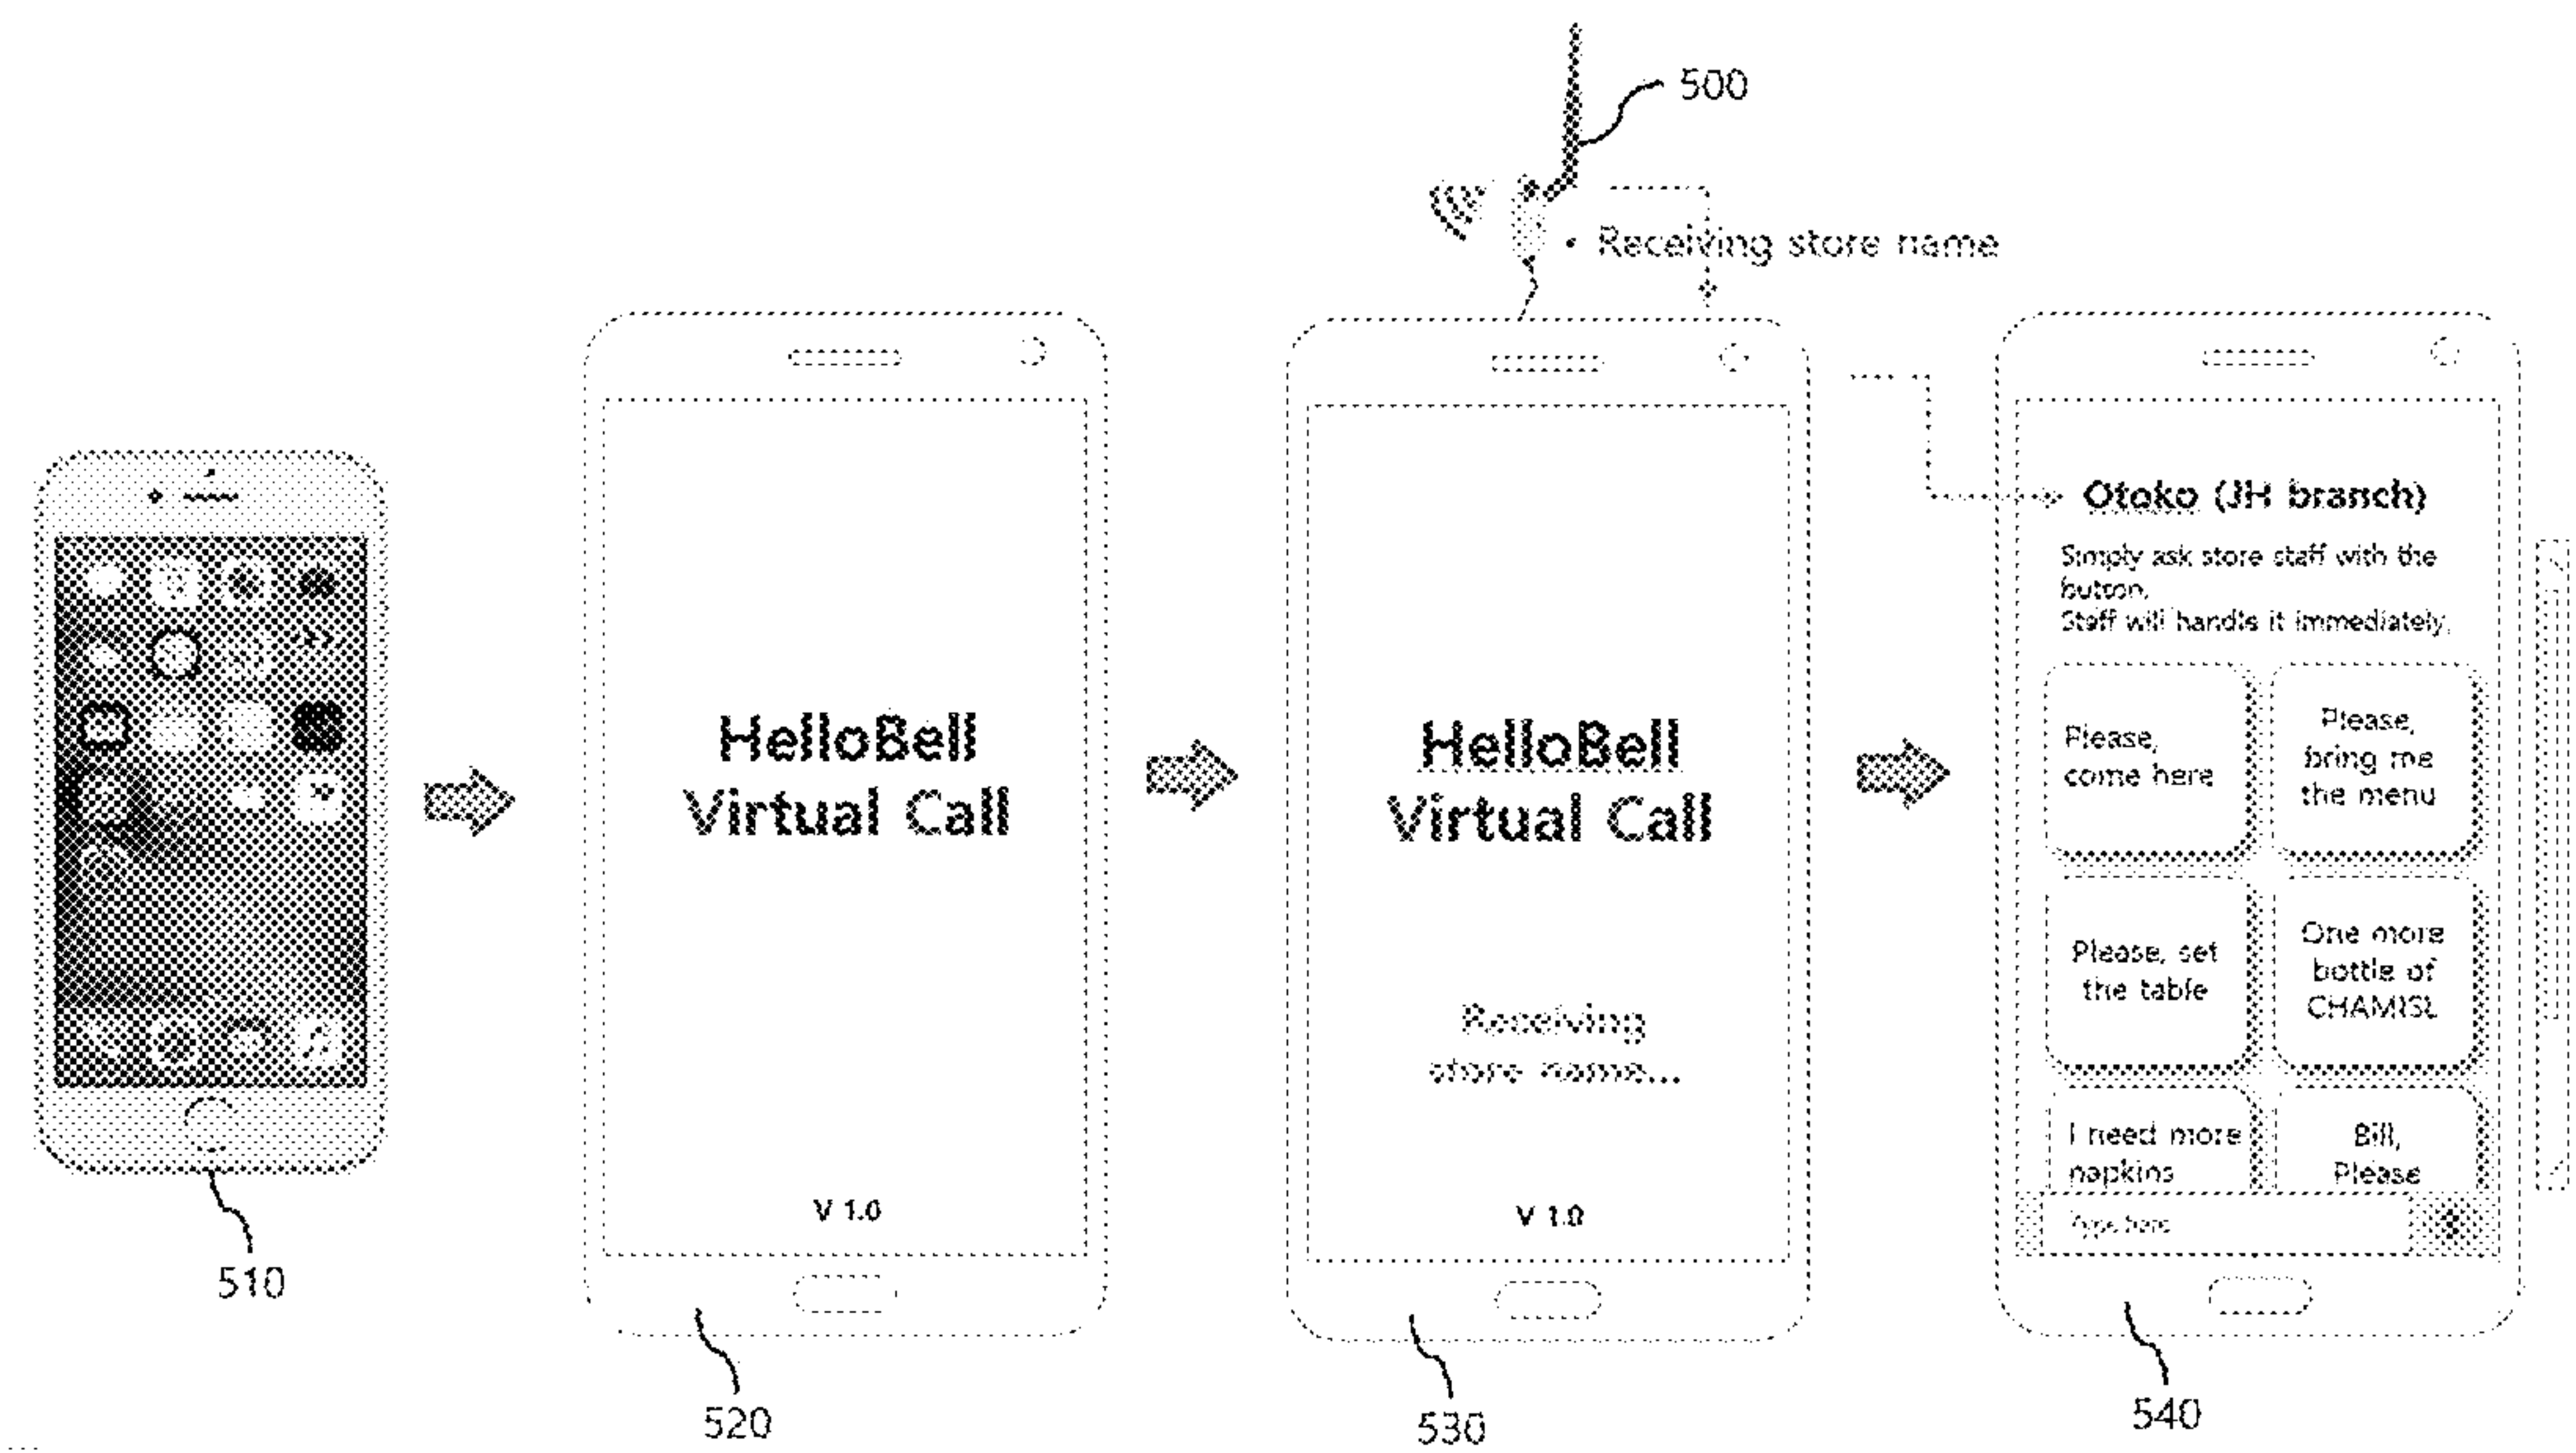 500
• Receiving store name
510
HelloBell
Virtual Call
V 1.0
520
HelloBell
Virtual Call
Receiving
store name...
V 1.0
530
Otoko (JH branch)
Simply ask store staff with the
button.
Staff will handle it immediately.
Please,
come here
Please,
bring me
the menu
Please, set
the table
One more
bottle of
CHAMISL
I need more
napkins
Bill,
Please
Type here
540